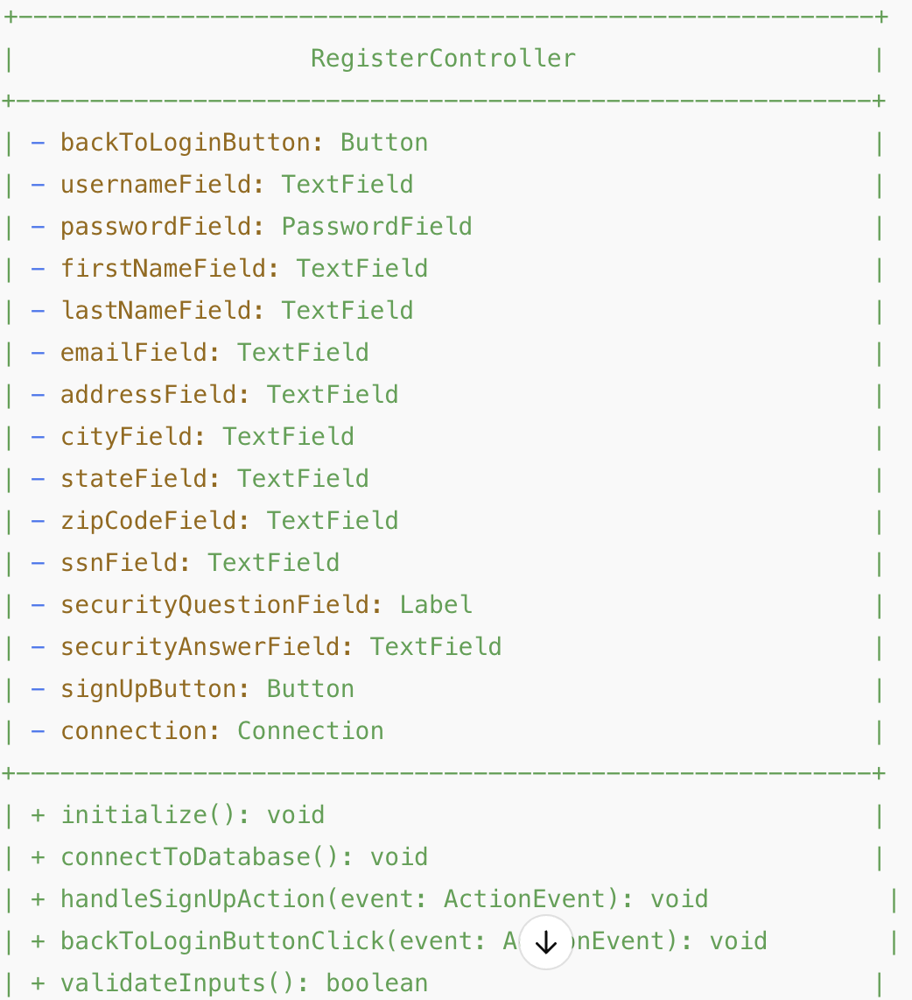 +----------------------------------------------------------+
| RegisterController |
+----------------------------------------------------------+
| - backToLoginButton: Button |
| - usernameField: TextField |
| - passwordField: PasswordField |
| - firstNameField: TextField |
| - lastNameField: TextField |
| - emailField: TextField |
| - addressField: TextField |
| - cityField: TextField |
| - stateField: TextField |
| - zipCodeField: TextField |
| - ssnField: TextField |
| - securityQuestionField: Label |
| - securityAnswerField: TextField |
| - signUpButton: Button |
| - connection: Connection |
+----------------------------------------------------------+
| + initialize(): void |
| + connectToDatabase(): void |
| + handleSignUpAction(event: ActionEvent): void |
| + backToLoginButtonClick(event: nEvent): void |
| + validateInputs(): boolean |